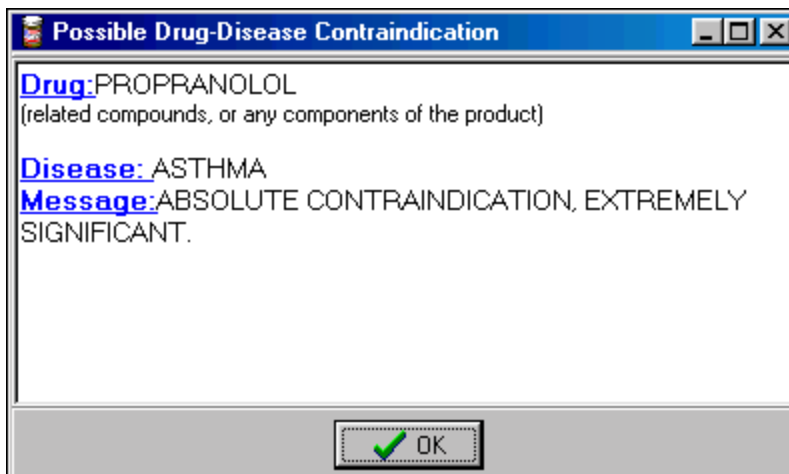 Possible Drug-Disease Contraindication
Drug:PROPRANOLOL
(related compounds, or any components of the product)
Disease: ASTHMA
Message:ABSOLUTE CONTRAINDICATION, EXTREMELY
SIGNIFICANT.
OK